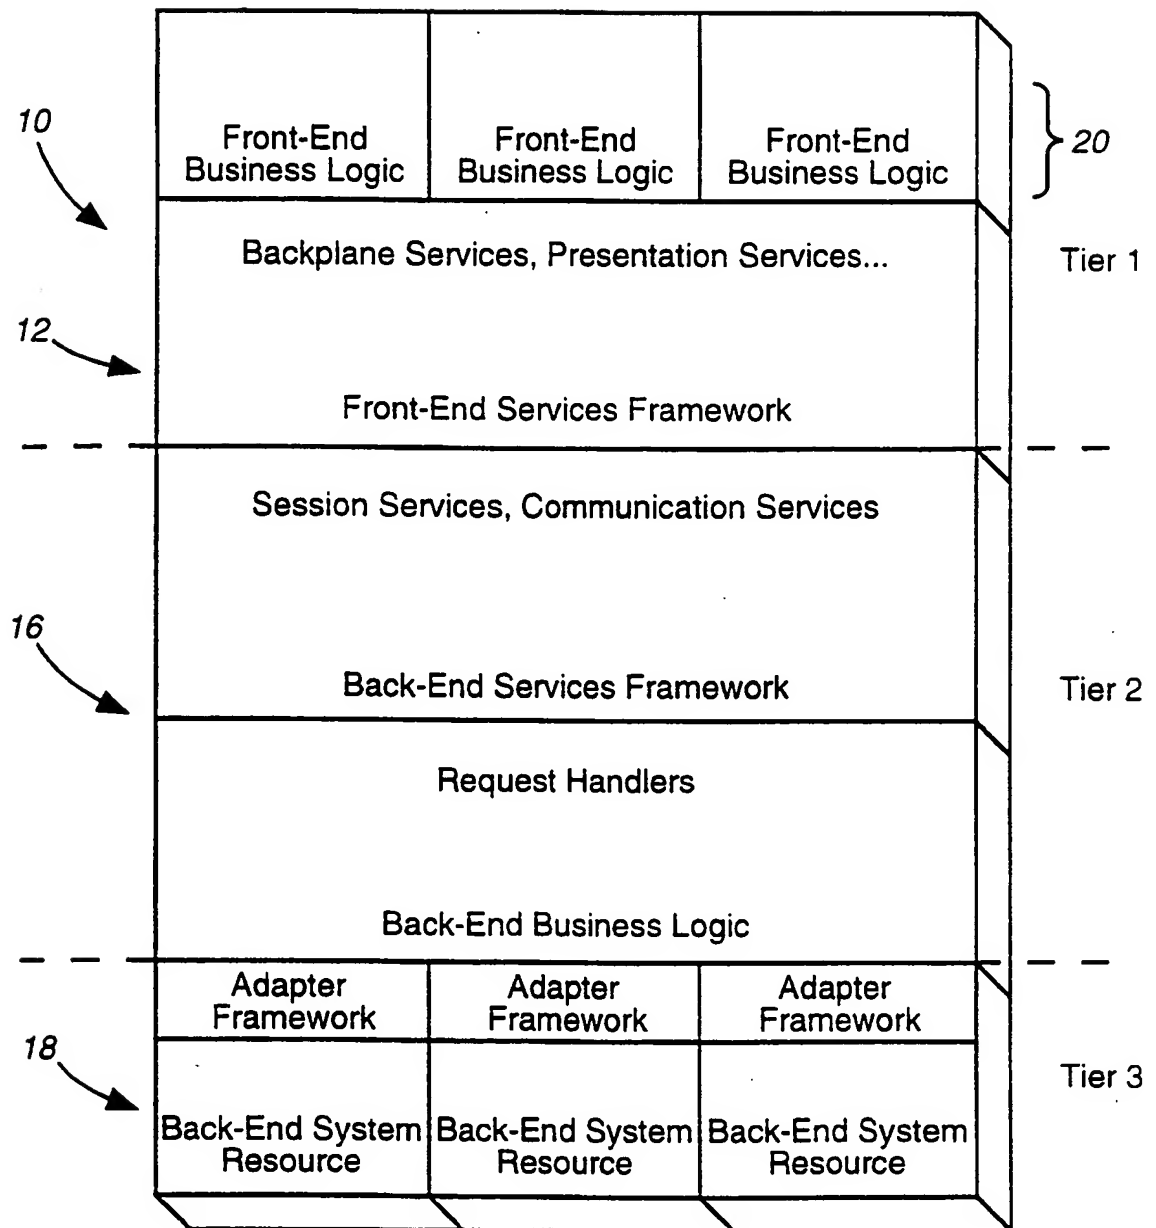 10
Front-End
Business Logic
Front-End
Business Logic
Front-End
Business Logic
20
Backplane Services, Presentation Services...
Tier 1
12
Front-End Services Framework
Session Services, Communication Services
16
Back-End Services Framework
Tier 2
Request Handlers
Back-End Business Logic
Adapter
Framework
Adapter
Framework
Adapter
Framework
18
Tier 3
Back-End System
Resource
Back-End System
Resource
Back-End System
Resource